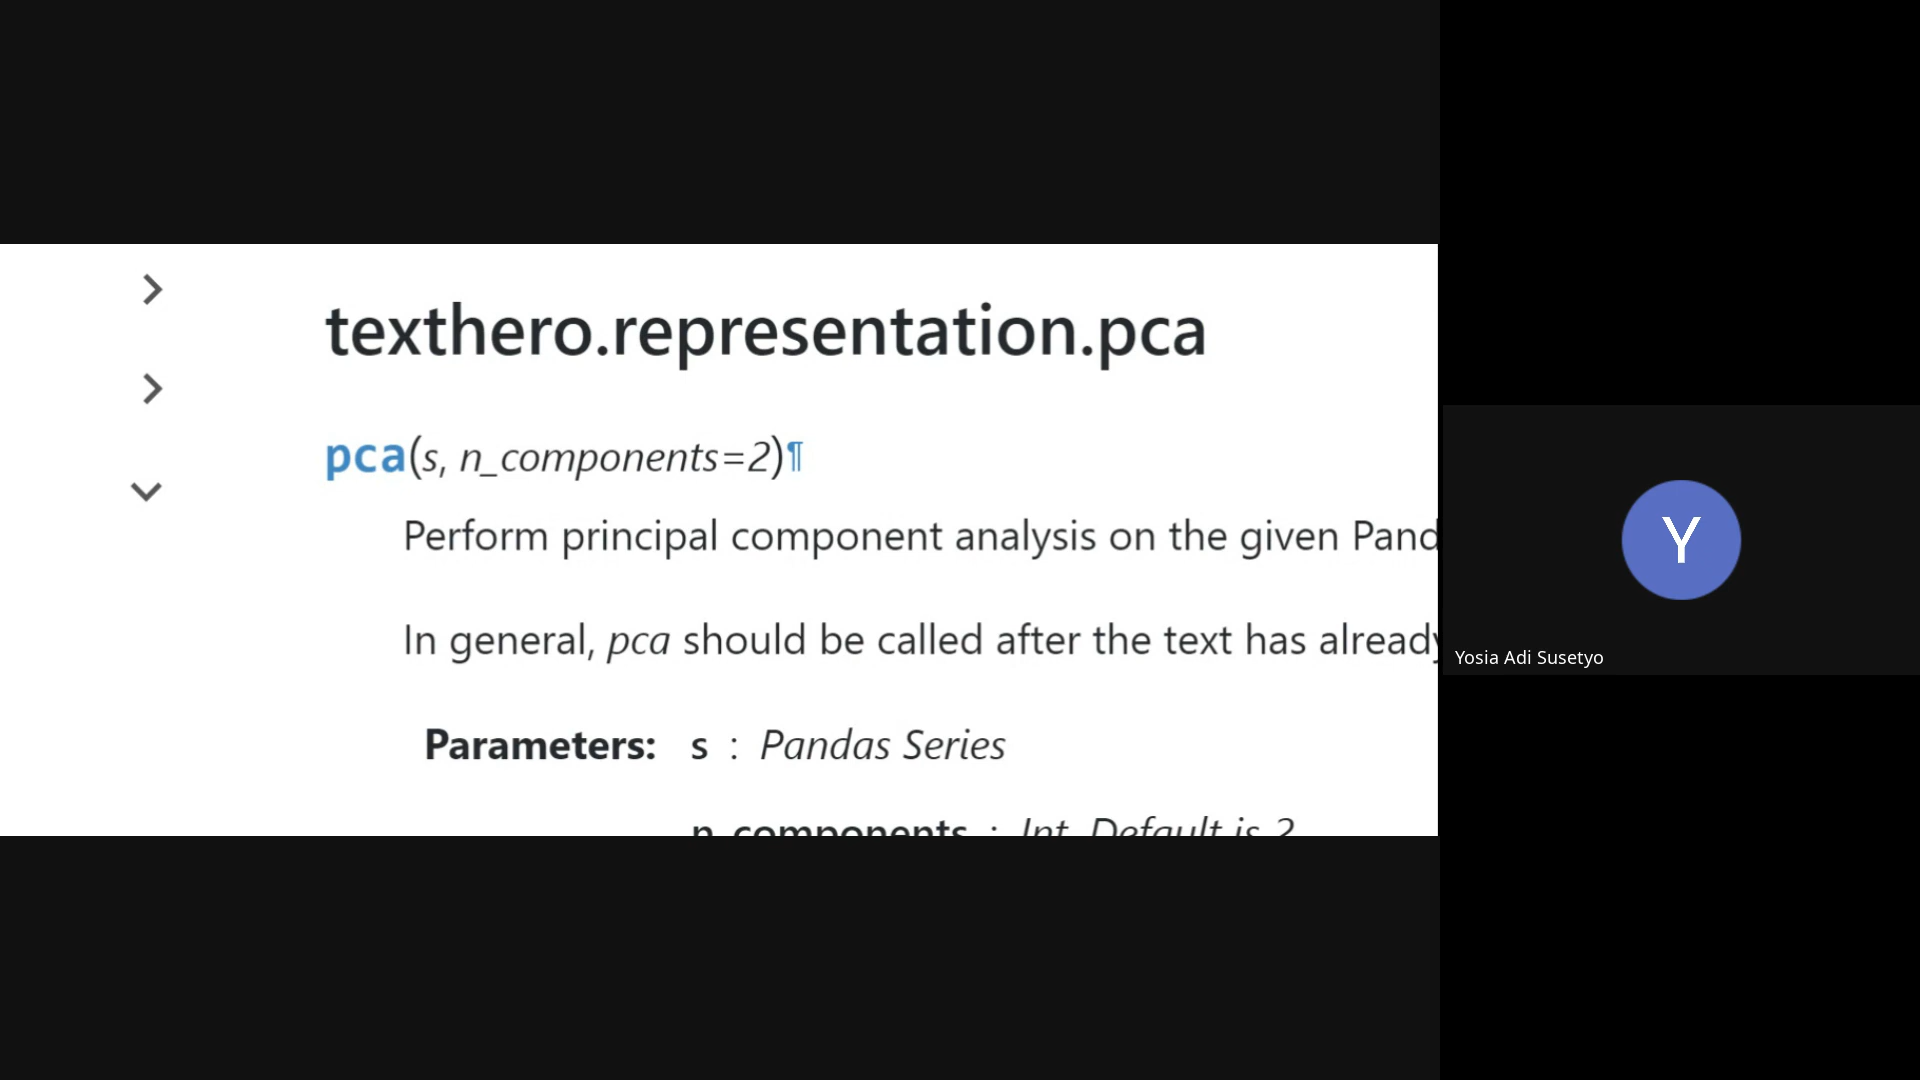 texthero.representation.pca
pca(s, n_components=2)¶
Perform principal component analysis on the given Pand
In general, pca should be called after the text has already
Parameters: s : Pandas Series
n_components : Int. Default is 2
Y
Yosia Adi Susetyo